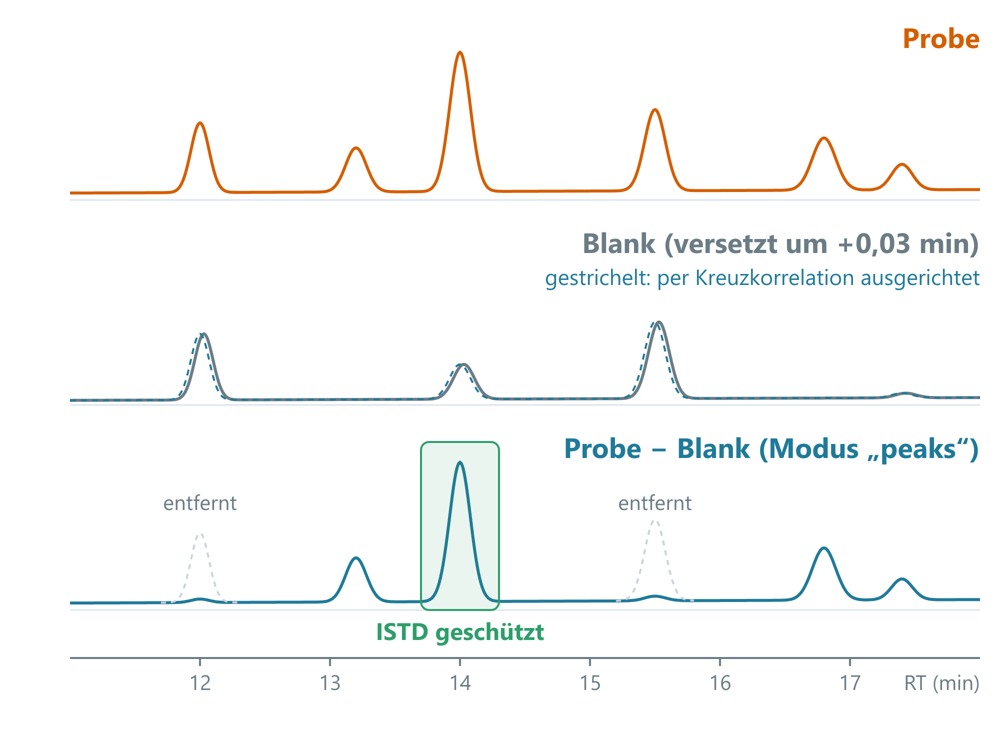 Probe
Blank (versetzt um +0,03 min)
gestrichelt: per Kreuzkorrelation ausgerichtet
Probe − Blank (Modus „peaks“)
entfernt
entfernt
ISTD geschützt
12
13
14
15
16
17
RT (min)